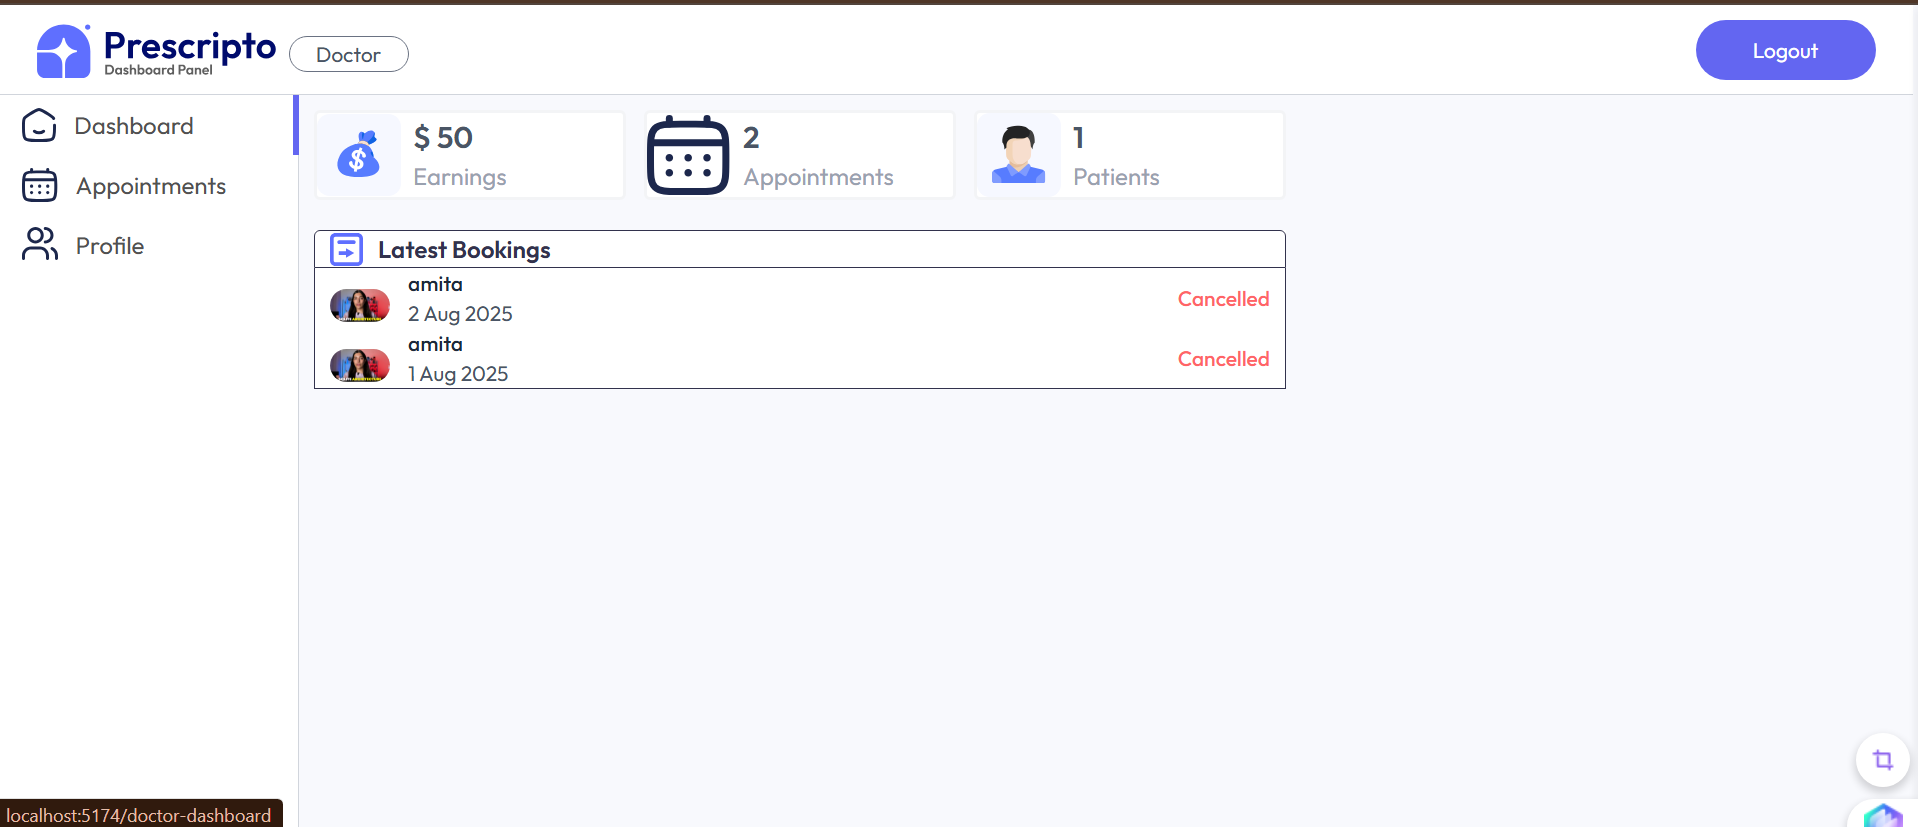 Prescripto
Dashboard Panel
Doctor
Logout
Dashboard
Appointments
Profile
$ 50
Earnings
2
Appointments
1
Patients
Latest Bookings
amita
2 Aug 2025
Cancelled
amita
1 Aug 2025
Cancelled
localhost:5174/doctor-dashboard